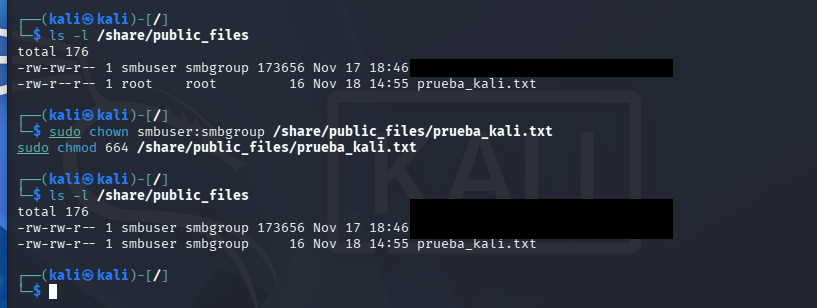 ┌──(kali㉿kali)-[/]
└─$ ls -l /share/public_files
total 176
-rw-rw-r-- 1 smbuser smbgroup 173656 Nov 17 18:46
-rw-r--r-- 1 root    root         16 Nov 18 14:55 prueba_kali.txt
┌──(kali㉿kali)-[/]
└─$ sudo chown smbuser:smbgroup /share/public_files/prueba_kali.txt
sudo chmod 664 /share/public_files/prueba_kali.txt
┌──(kali㉿kali)-[/]
└─$ ls -l /share/public_files
total 176
-rw-rw-r-- 1 smbuser smbgroup 173656 Nov 17 18:46
-rw-rw-r-- 1 smbuser smbgroup     16 Nov 18 14:55 prueba_kali.txt
┌──(kali㉿kali)-[/]
└─$
KALI